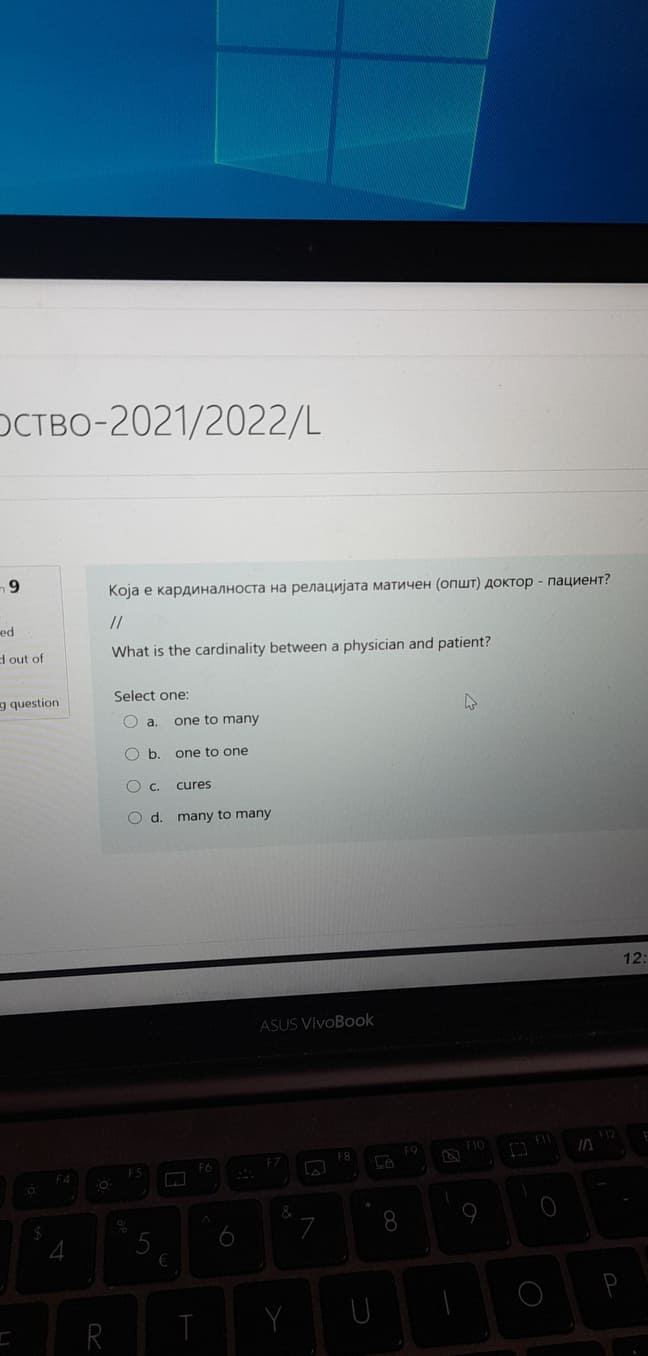 ОСТВО-2021/2022/L
9
ed
d out of
g question
Која е кардиналноста на релацијата матичен (општ) доктор - пациент?
//
What is the cardinality between a physician and patient?
Select one:
a. one to many
b. one to one
c. cures
d. many to many
12:
ASUS VivoBook
F4 F5 F6 F7 F8 F9 F10 F11 F12
$ 4 % 5 € ^ 6 & 7 * 8 ( 9 ) 0
R T Y U I O P